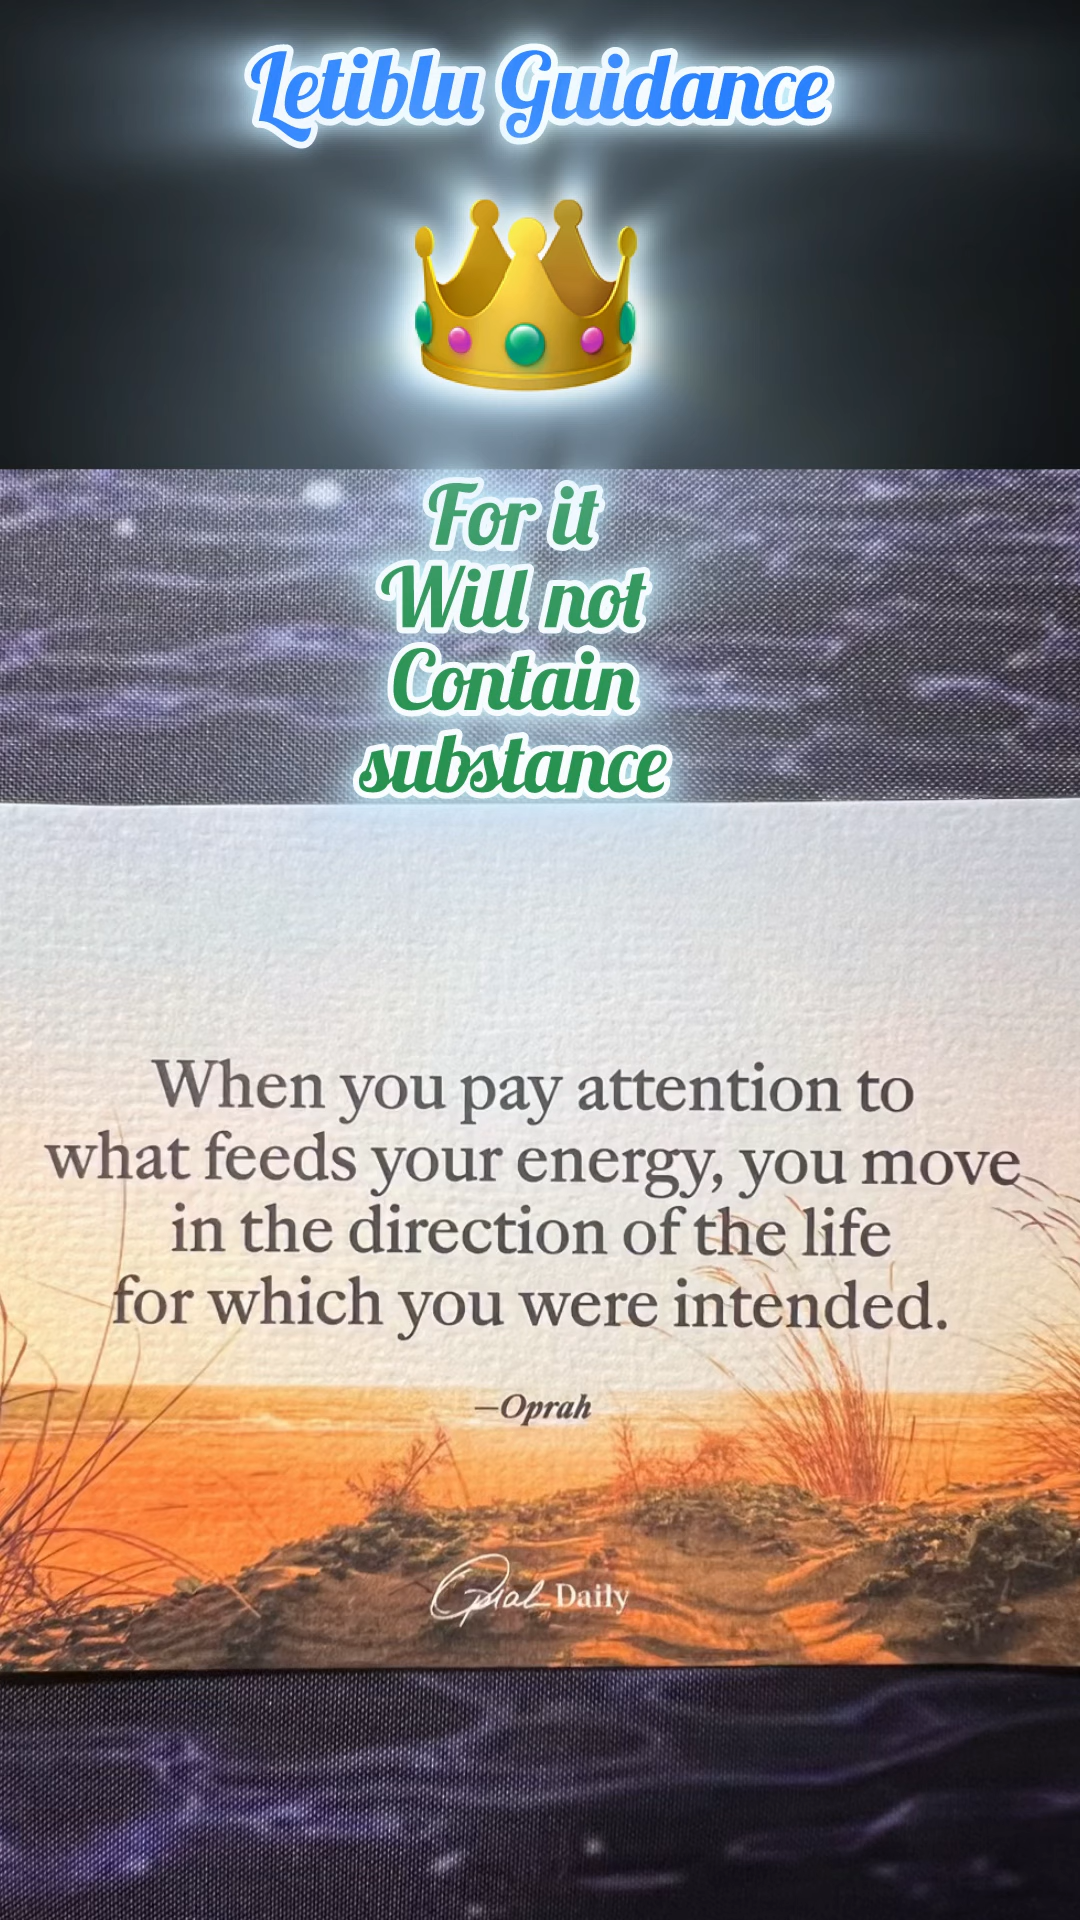 Letiblu Guidance
For it
Will not
Contain
substance
When you pay attention to
what feeds your energy, you move
in the direction of the life
for which you were intended.
—Oprah
Oprah Daily